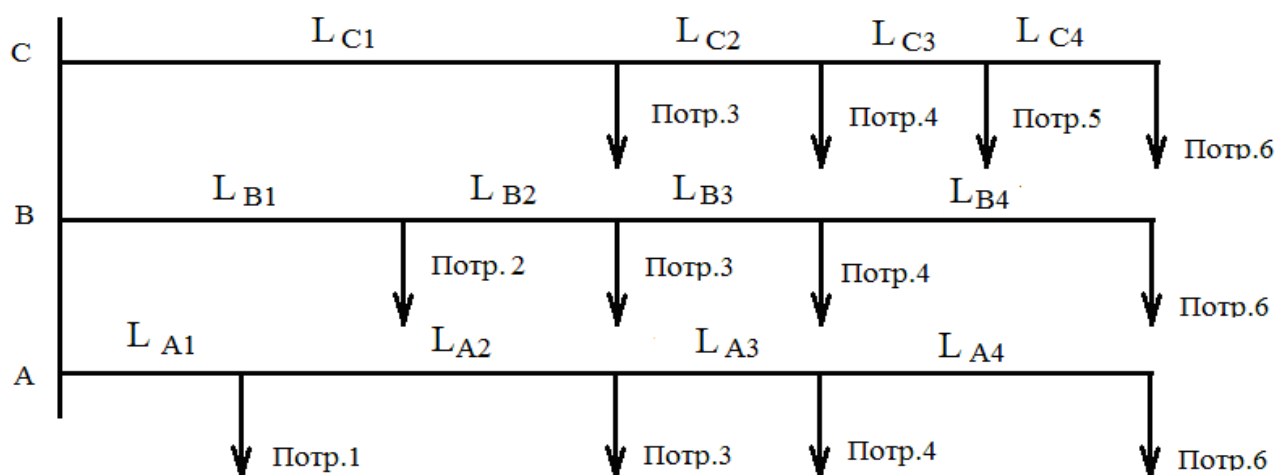 L C1 L C2 L C3 L C4
C
Потр.3 Потр.4 Потр.5 Потр.6
L B1 L B2 L B3 L B4
B
Потр. 2 Потр.3 Потр.4 Потр.6
L A1 L A2 L A3 L A4
A
Потр.1 Потр.3 Потр.4 Потр.6